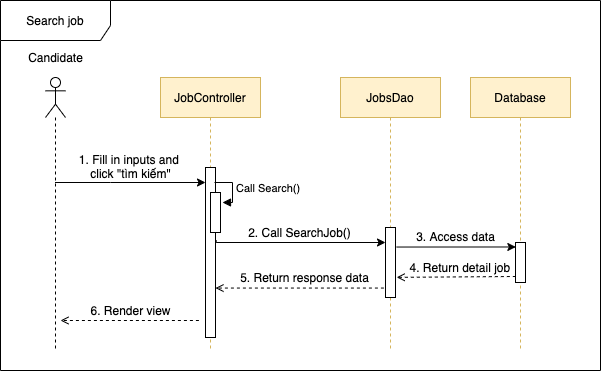 Search job
Candidate
JobController
JobsDao
Database
1. Fill in inputs and
click "tìm kiếm"
Call Search()
2. Call SearchJob()
3. Access data
4. Return detail job
5. Return response data
6. Render view